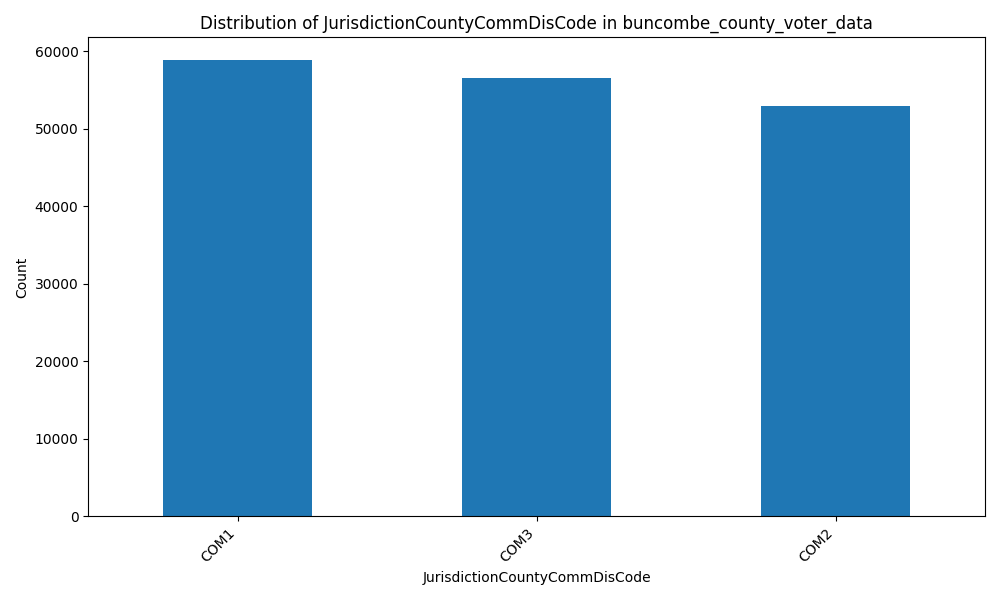 Distribution of JurisdictionCountyCommDisCode in buncombe_county_voter_data
60000
50000
40000
30000
20000
10000
0
Count
COM1
COM3
COM2
JurisdictionCountyCommDisCode